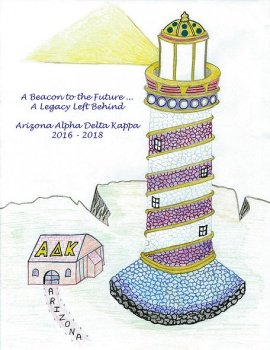 A Beacon to the Future ...
A Legacy Left Behind
Arizona Alpha Delta Kappa
2016 - 2018
ΑΔΚ
ARIZONA